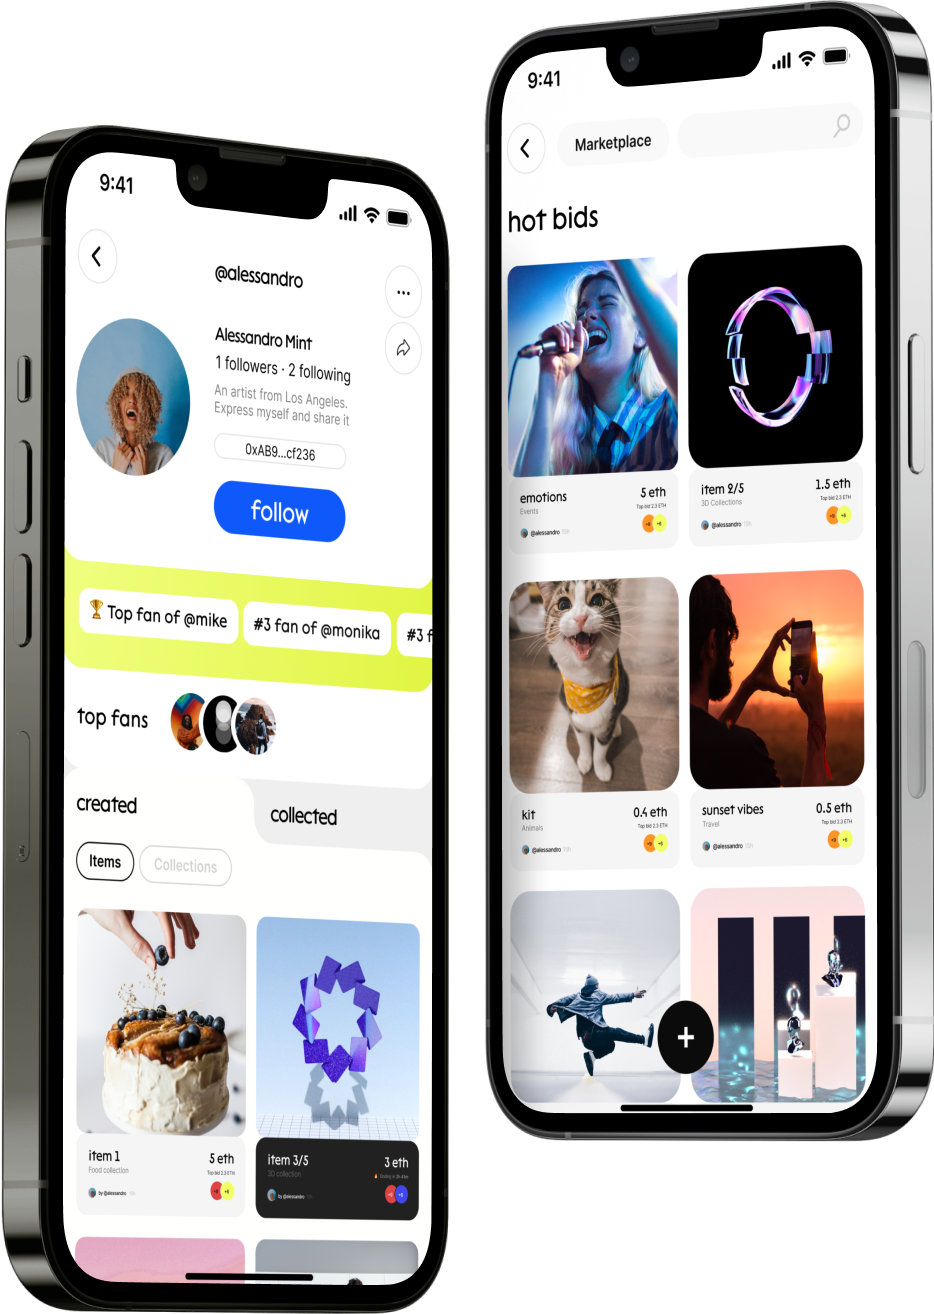 9:41
@alessandro
Alessandro Mint
1 followers · 2 following
An artist from Los Angeles.
Express myself and share it
0xAB9...cf236
follow
🏆 Top fan of @mike
#3 fan of @monika
#3 f
top fans
created
collected
Items
Collections
item 1
5 eth
Food collection
Top bid 2.3 ETH
by @alessandro
item 3/5
3 eth
3D collection
by @alessandro
9:41
Marketplace
hot bids
emotions
5 eth
Events
Top bid 2.3 ETH
@alessandro
item 2/5
1.5 eth
3D Collections
Top bid 2.3 ETH
@alessandro
kit
0.4 eth
Animals
Top bid 2.3 ETH
@alessandro
sunset vibes
0.5 eth
Travel
Top bid 2.3 ETH
@alessandro
+